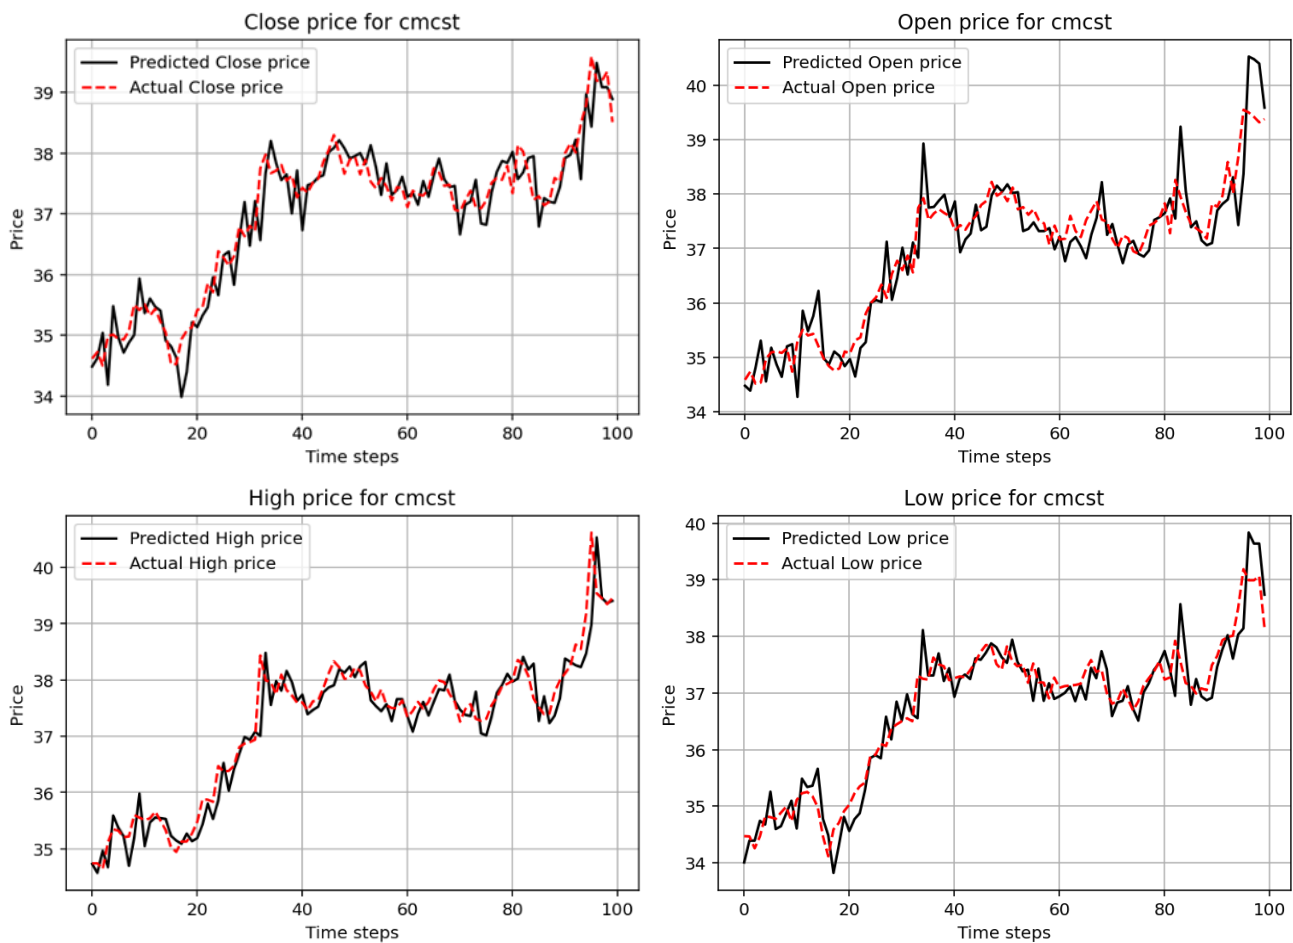 Close price for cmcst
Predicted Close price
Actual Close price
Price
39
38
37
36
35
34
0 20 40 60 80 100
Time steps
Open price for cmcst
Predicted Open price
Actual Open price
Price
40
39
38
37
36
35
34
0 20 40 60 80 100
Time steps
High price for cmcst
Predicted High price
Actual High price
Price
40
39
38
37
36
35
0 20 40 60 80 100
Time steps
Low price for cmcst
Predicted Low price
Actual Low price
Price
40
39
38
37
36
35
34
0 20 40 60 80 100
Time steps